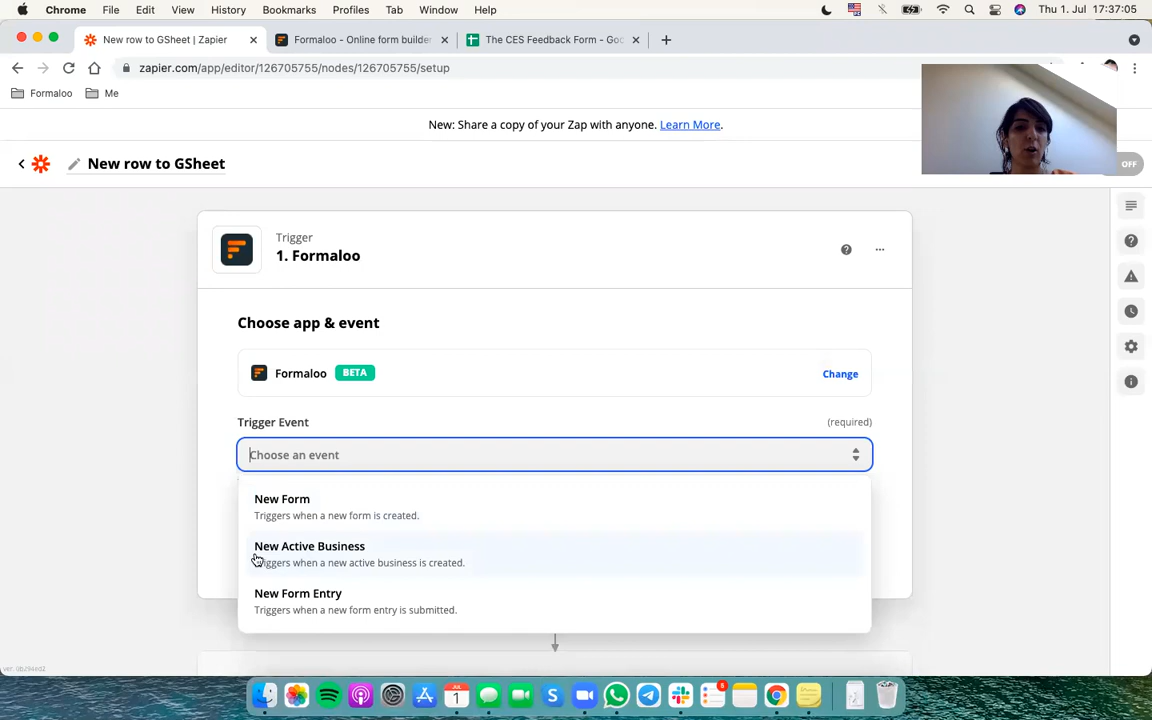 Chrome File Edit View History Bookmarks Profiles Tab Window Help Thu 1. Jul 17:37:05
New row to GSheet | Zapier Formaloo - Online form builder The CES Feedback Form - Goo
zapier.com/app/editor/126705755/nodes/126705755/setup
Formaloo Me
New: Share a copy of your Zap with anyone. Learn More.
New row to GSheet
OFF
Trigger
1. Formaloo
Choose app & event
Formaloo BETA Change
Trigger Event (required)
Choose an event
New Form
Triggers when a new form is created.
New Active Business
Triggers when a new active business is created.
New Form Entry
Triggers when a new form entry is submitted.
JUL
1